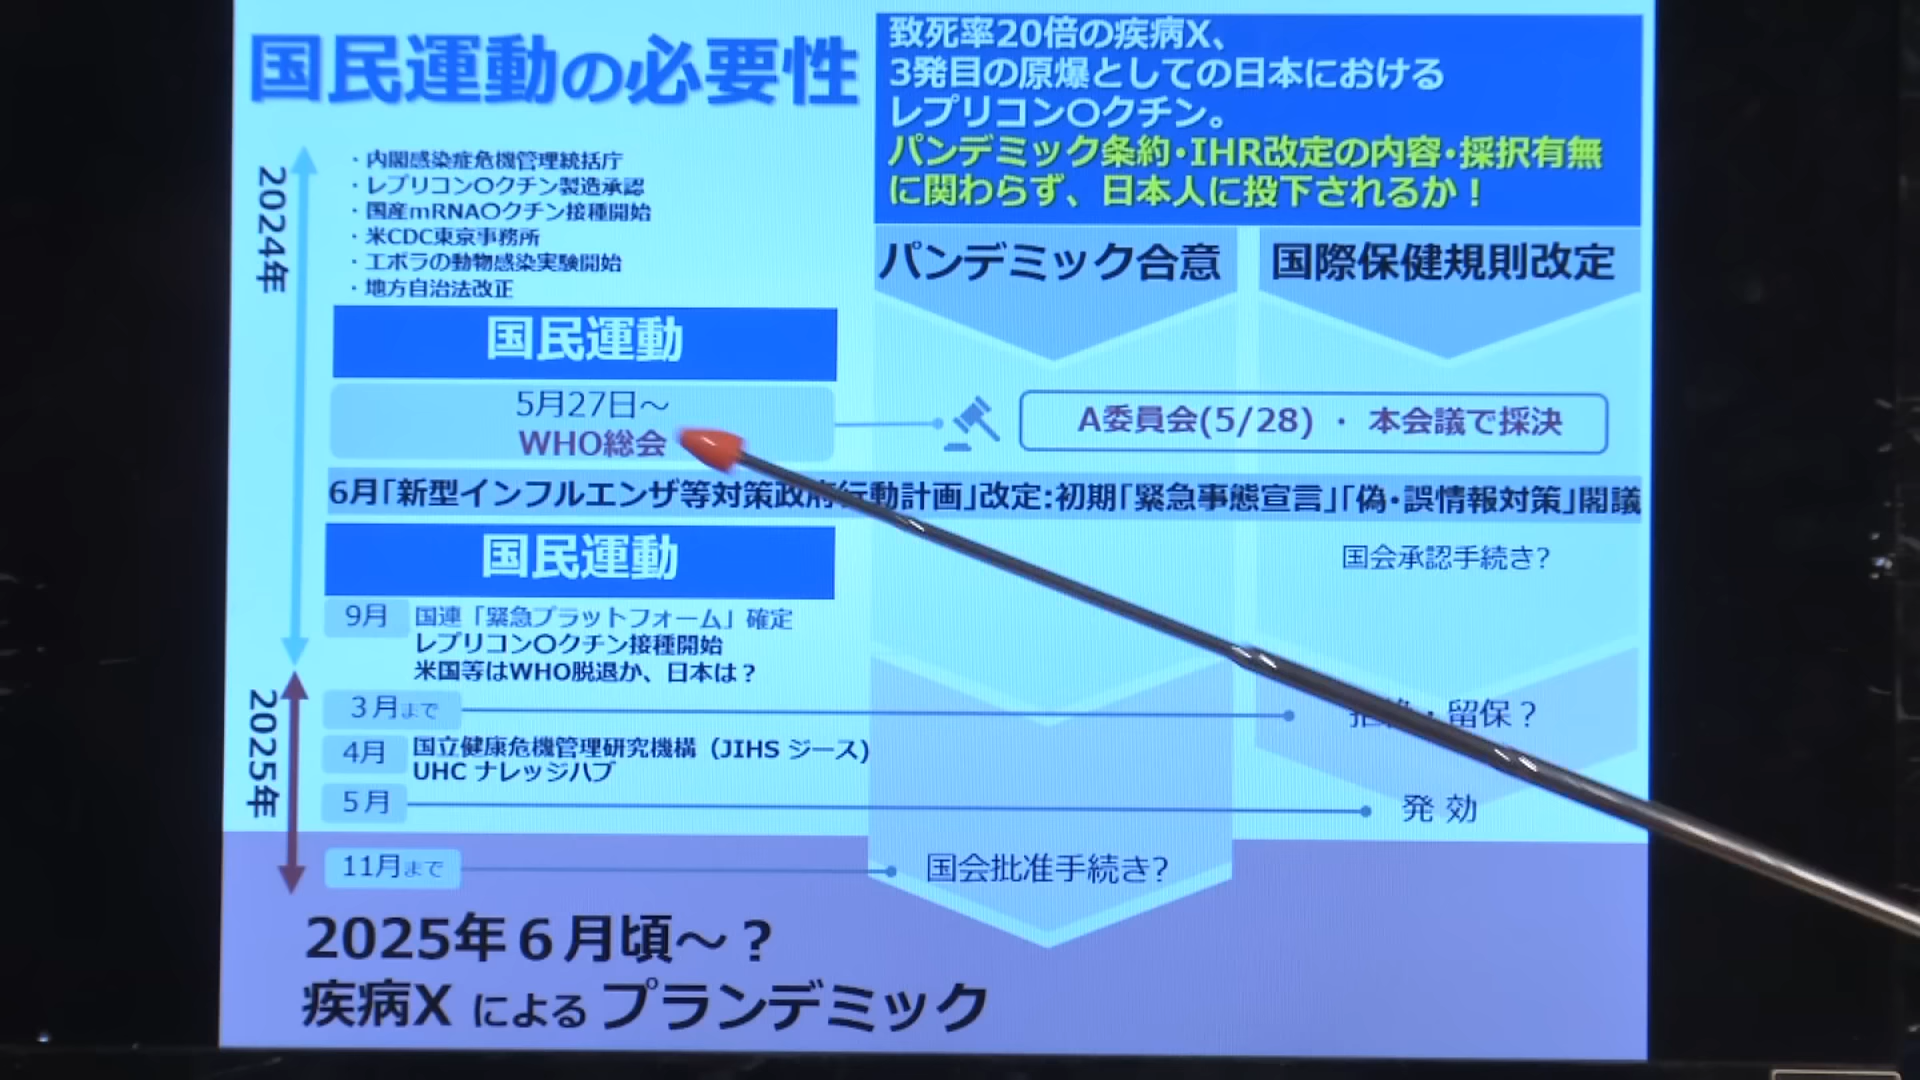 国民運動の必要性
致死率20倍の疾病X、
3発目の原爆としての日本における
レプリコン〇クチン。
パンデミック条約・IHR改定の内容・採択有無
に関わらず、日本人に投下されるか！
2024年
・内閣感染症危機管理統括庁
・レプリコン〇クチン製造承認
・国産mRNA〇クチン接種開始
・米CDC東京事務所
・エボラの動物感染実験開始
・地方自治法改正
パンデミック合意
国際保健規則改定
国民運動
5月27日～
WHO総会
A委員会(5/28) ・ 本会議で採決
6月｢新型インフルエンザ等対策政府行動計画｣改定:初期｢緊急事態宣言｣｢偽・誤情報対策｣閣議
国民運動
国会承認手続き?
9月 国連「緊急プラットフォーム」確定
レプリコン〇クチン接種開始
米国等はWHO脱退か、日本は？
2025年
3月まで
・留保？
4月 国立健康危機管理研究機構（JIHS ジース)
UHC ナレッジハブ
5月
発効
11月まで
国会批准手続き?
2025年６月頃～？
疾病X による プランデミック